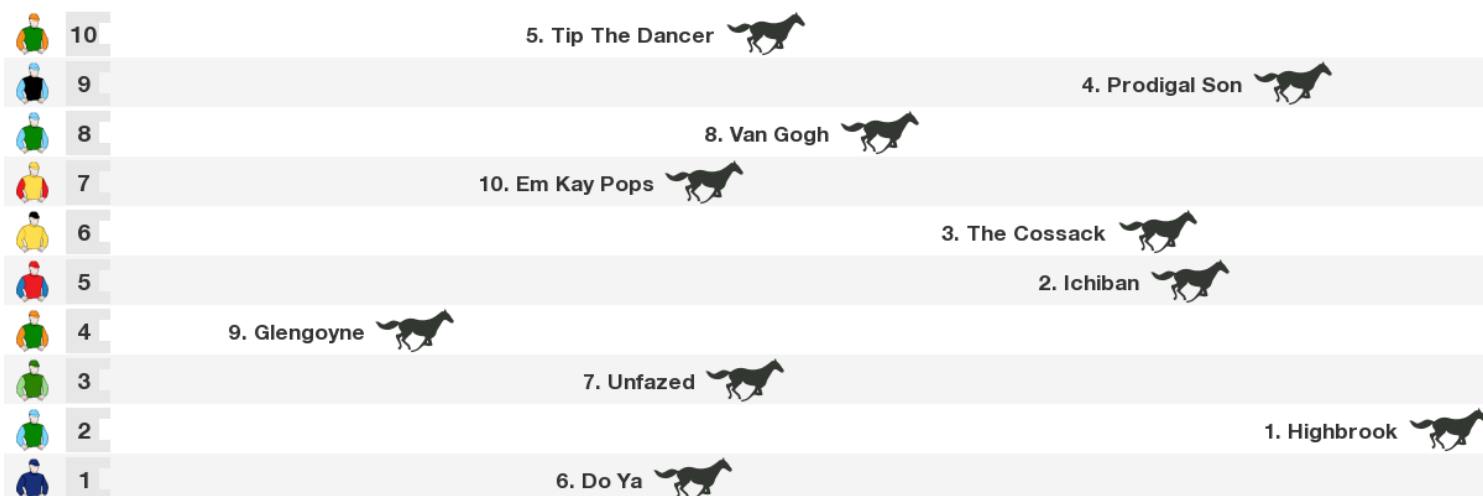 10 5. Tip The Dancer
9 4. Prodigal Son
8 8. Van Gogh
7 10. Em Kay Pops
6 3. The Cossack
5 2. Ichiban
4 9. Glengoyne
3 7. Unfazed
2 1. Highbrook
1 6. Do Ya